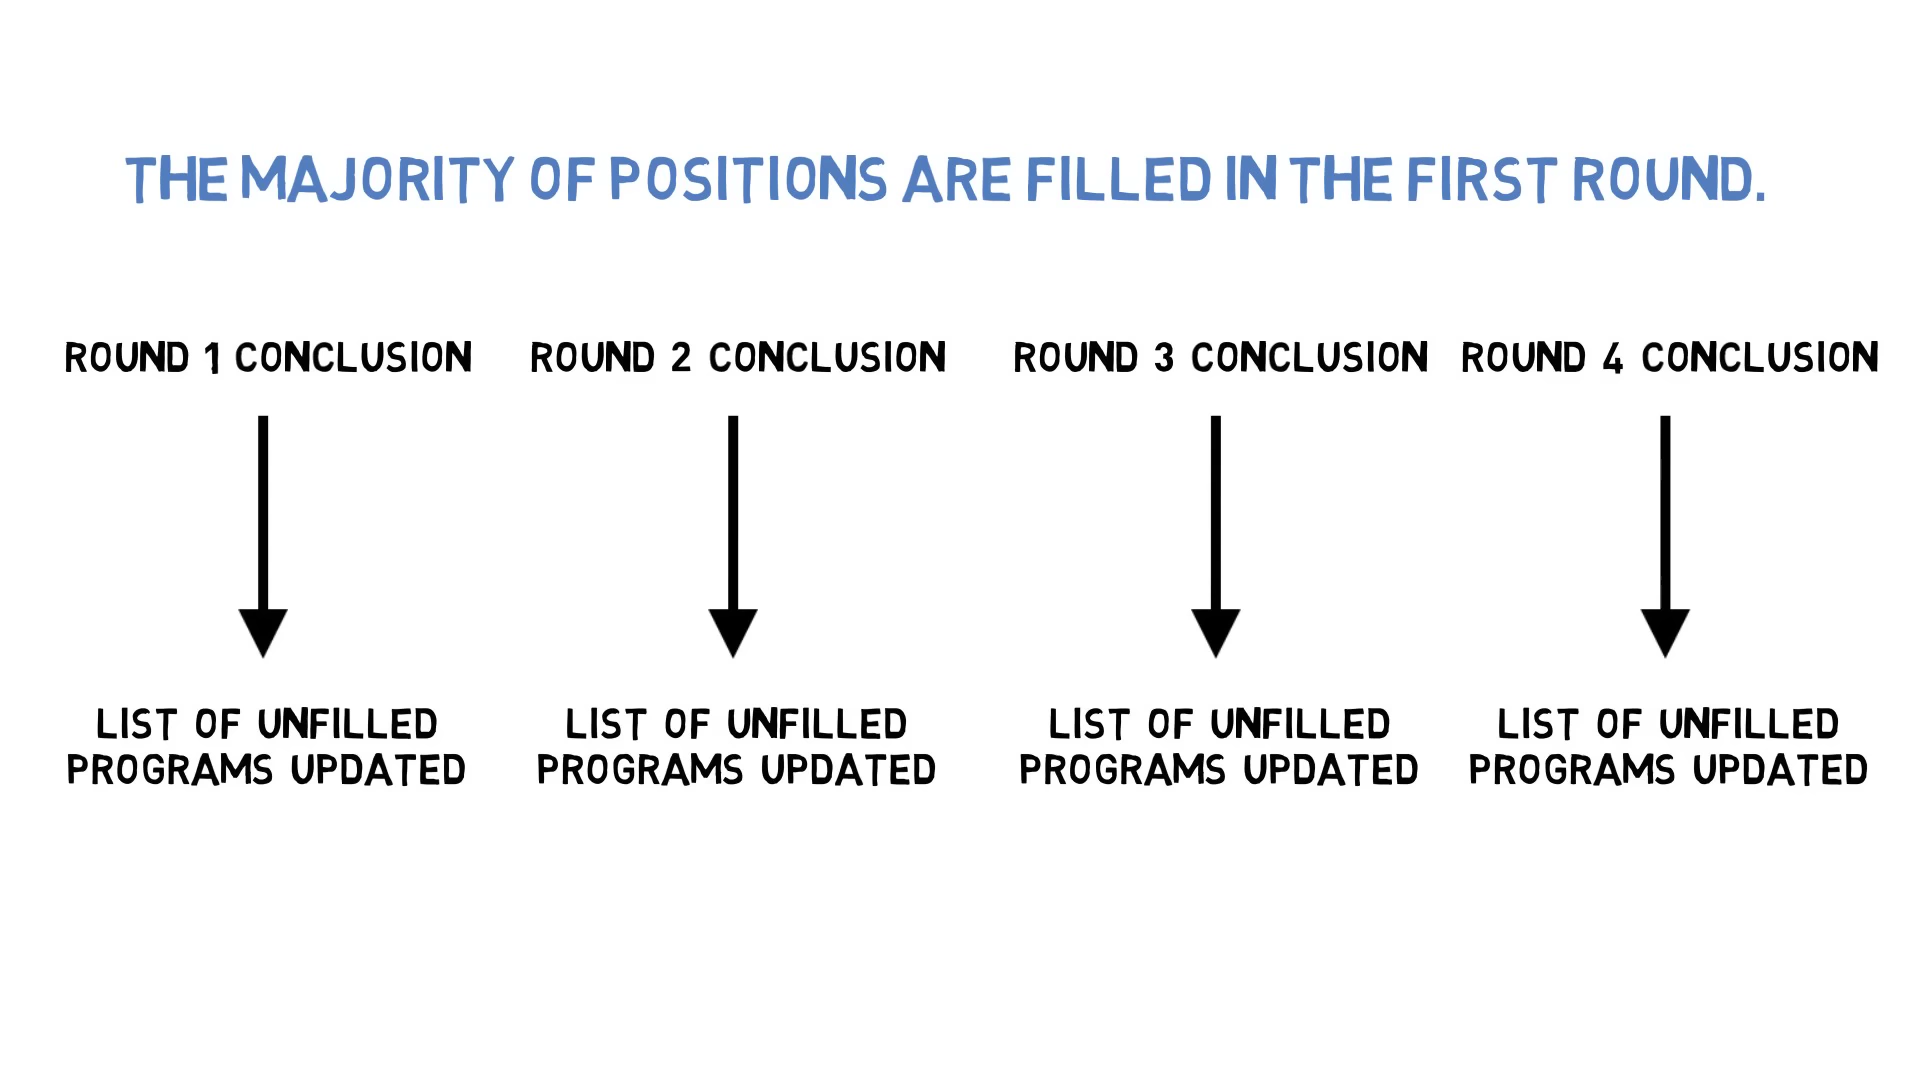 THE MAJORITY OF POSITIONS ARE FILLED IN THE FIRST ROUND.
ROUND 1 CONCLUSION
ROUND 2 CONCLUSION
ROUND 3 CONCLUSION
ROUND 4 CONCLUSION
LIST OF UNFILLED
PROGRAMS UPDATED
LIST OF UNFILLED
PROGRAMS UPDATED
LIST OF UNFILLED
PROGRAMS UPDATED
LIST OF UNFILLED
PROGRAMS UPDATED